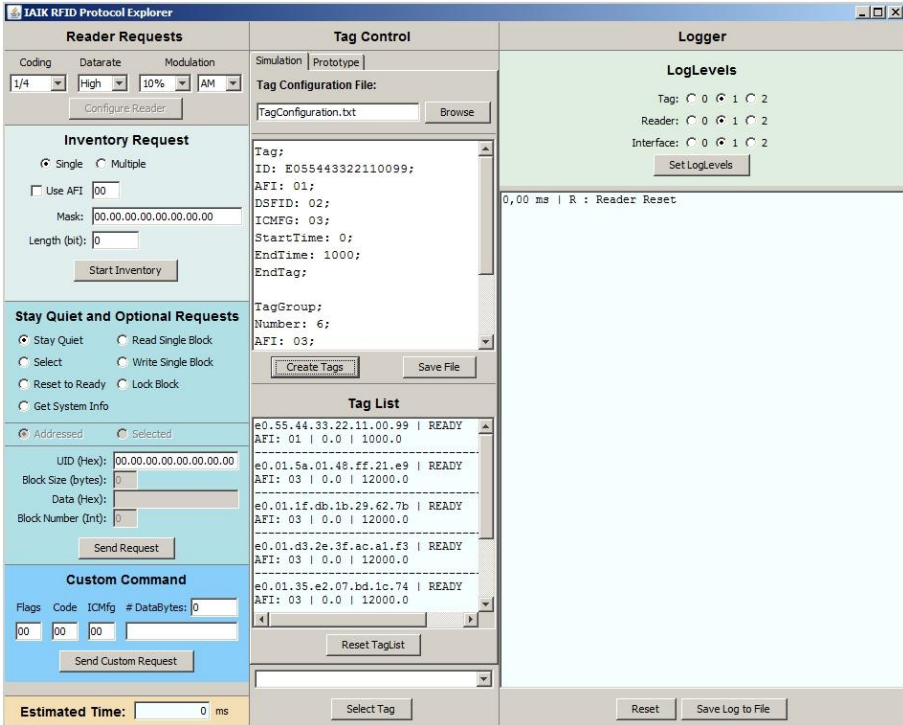 IAIK RFID Protocol Explorer
Reader Requests
Coding Datarate Modulation
1/4 High 10% AM
Configure Reader
Inventory Request
Single Multiple
Use AFI 00
Mask: 00.00.00.00.00.00.00.00
Length (bit): 0
Start Inventory
Stay Quiet and Optional Requests
Stay Quiet Read Single Block
Select Write Single Block
Reset to Ready Lock Block
Get System Info
Addressed Selected
UID (Hex): 00.00.00.00.00.00.00.00
Block Size (bytes): 0
Data (Hex):
Block Number (Int): 0
Send Request
Custom Command
Flags Code ICMfg # DataBytes: 0
00 00 00
Send Custom Request
Estimated Time: 0 ms
Tag Control
Simulation Prototype
Tag Configuration File:
TagConfiguration.txt Browse
Tag;
ID: E055443322110099;
AFI: 01;
DSFID: 02;
ICMFG: 03;
StartTime: 0;
EndTime: 1000;
EndTag;
TagGroup;
Number: 6;
AFI: 03;
Create Tags Save File
Tag List
e0.55.44.33.22.11.00.99 | READY
AFI: 01 | 0.0 | 1000.0
e0.01.5a.01.48.ff.21.e9 | READY
AFI: 03 | 0.0 | 12000.0
e0.01.1f.db.1b.29.62.7b | READY
AFI: 03 | 0.0 | 12000.0
e0.01.d3.2e.3f.ac.a1.f3 | READY
AFI: 03 | 0.0 | 12000.0
e0.01.35.e2.07.bd.1c.74 | READY
AFI: 03 | 0.0 | 12000.0
Reset TagList
Select Tag
Logger
LogLevels
Tag: 0 1 2
Reader: 0 1 2
Interface: 0 1 2
Set LogLevels
0,00 ms | R : Reader Reset
Reset Save Log to File